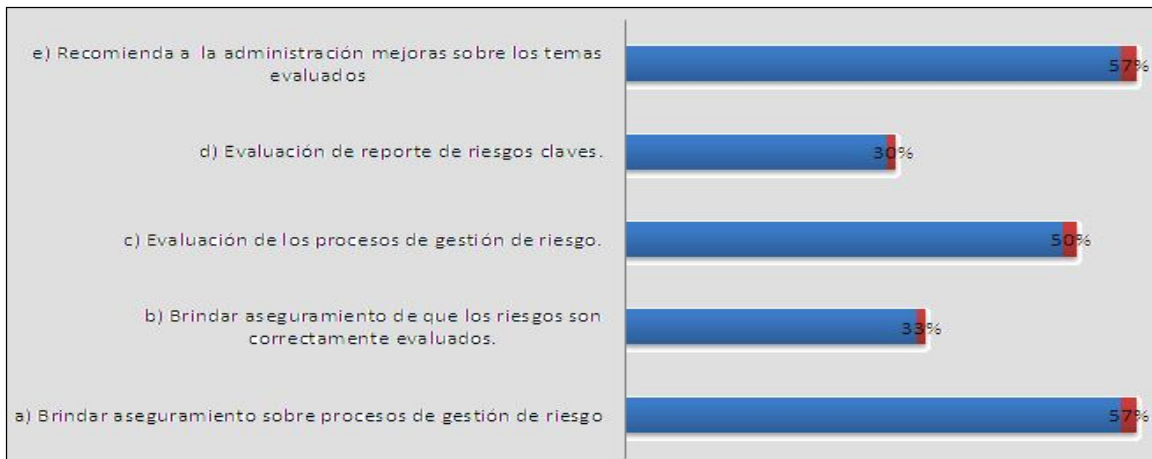 e) Recomienda a la administración mejoras sobre los temas
evaluados
57%
d) Evaluación de reporte de riesgos claves.
30%
c) Evaluación de los procesos de gestión de riesgo.
50%
b) Brindar aseguramiento de que los riesgos son
correctamente evaluados.
33%
a) Brindar aseguramiento sobre procesos de gestión de riesgo
57%